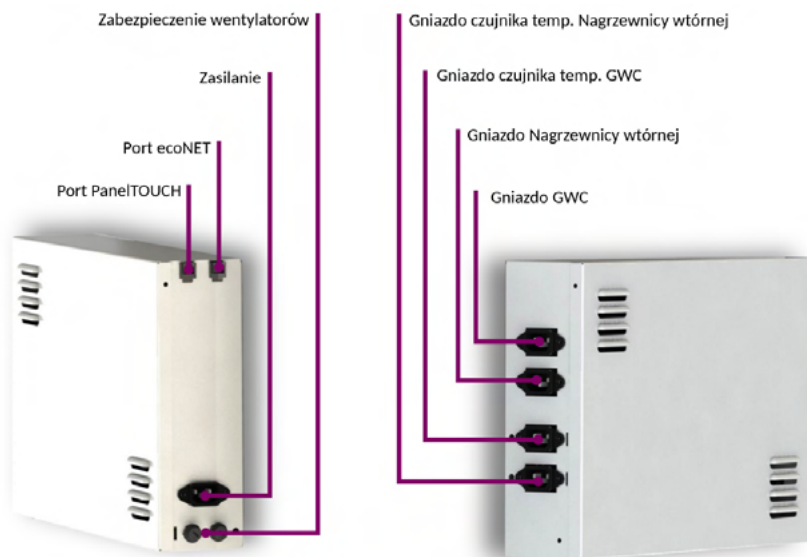 Zabezpieczenie wentylatorów
Zasilanie
Port ecoNET
Port PanelTOUCH
Gniazdo czujnika temp. Nagrzewnicy wtórnej
Gniazdo czujnika temp. GWC
Gniazdo Nagrzewnicy wtórnej
Gniazdo GWC